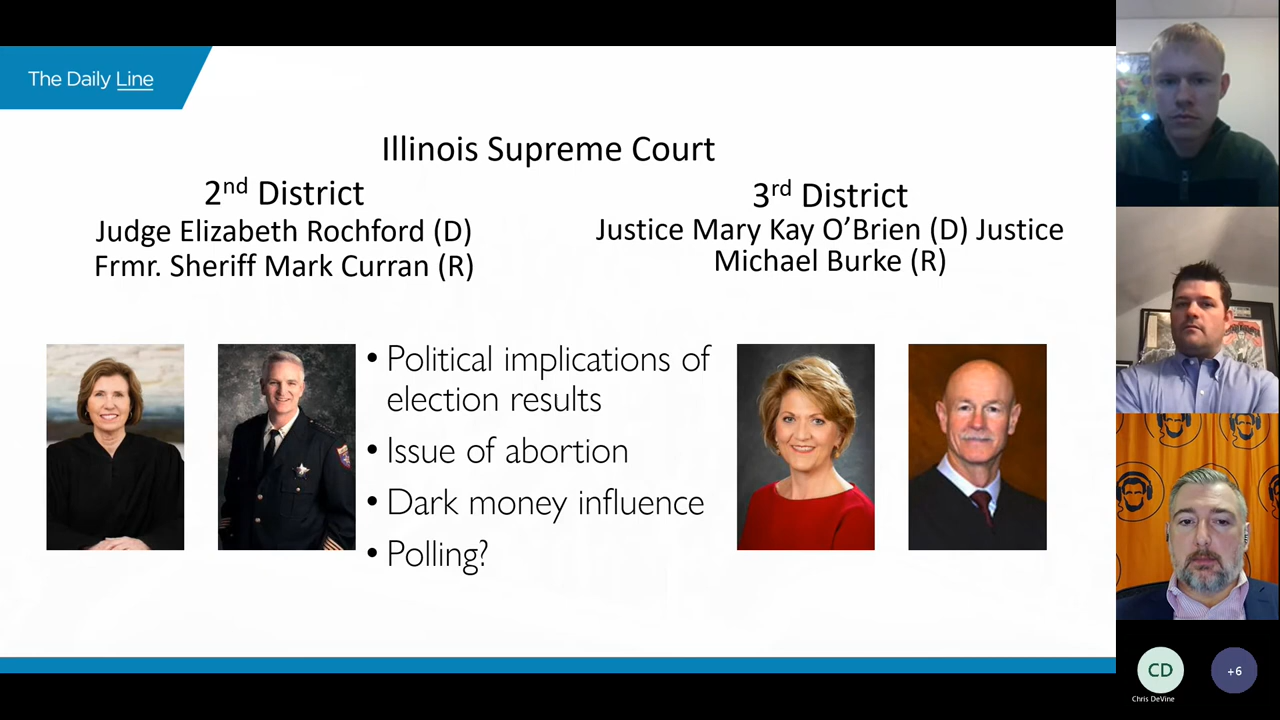 The Daily Line
Illinois Supreme Court
2nd District
Judge Elizabeth Rochford (D)
Frmr. Sheriff Mark Curran (R)
3rd District
Justice Mary Kay O’Brien (D) Justice
Michael Burke (R)
• Political implications of
election results
• Issue of abortion
• Dark money influence
• Polling?
CD
Chris DeVine
+6